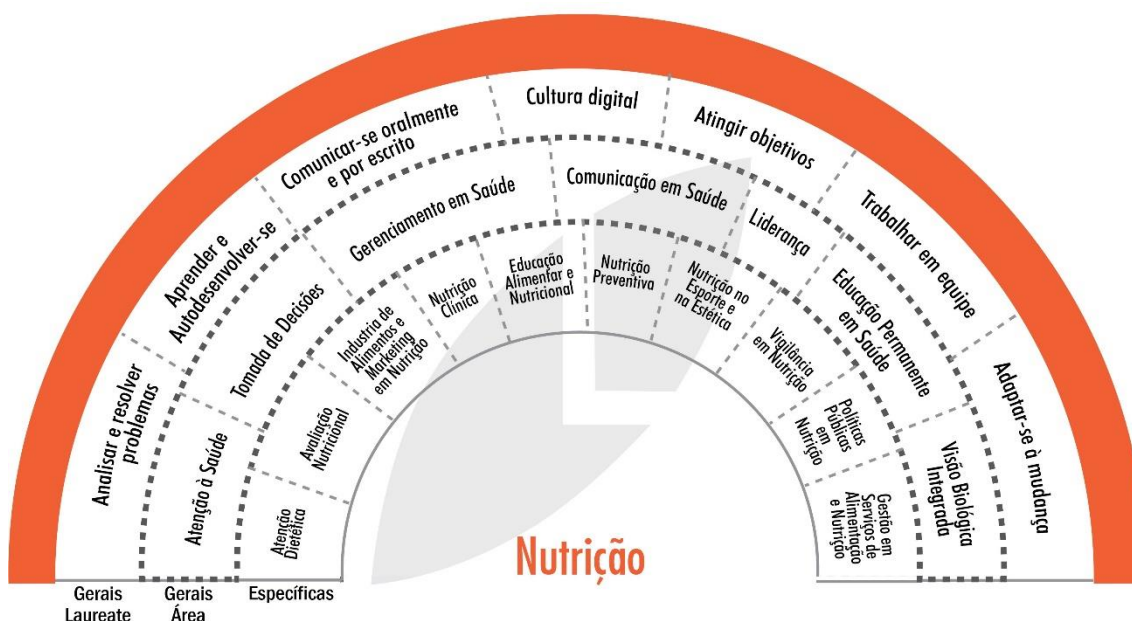 Analisar e resolver
problemas
Aprender e
Autodesenvolver-se
Comunicar-se oralmente
e por escrito
Cultura digital
Atingir objetivos
Trabalhar em equipe
Adaptar-se à mudança
Atenção à Saúde
Tomada de Decisões
Gerenciamento em Saúde
Comunicação em Saúde
Liderança
Educação Permanente
em Saúde
Visão Biológica
Integrada
Atenção
Dietética
Avaliação
Nutricional
Industria de
Alimentos e
Marketing
em Nutrição
Nutrição
Clínica
Educação
Alimentar e
Nutricional
Nutrição
Preventiva
Nutrição no
Esporte e
na Estética
Vigilância
em Nutrição
Políticas
Públicas
em
Nutrição
Gestão em
Serviços de
Alimentação
e Nutrição
Nutrição
Gerais
Laureate
Gerais
Área
Específicas